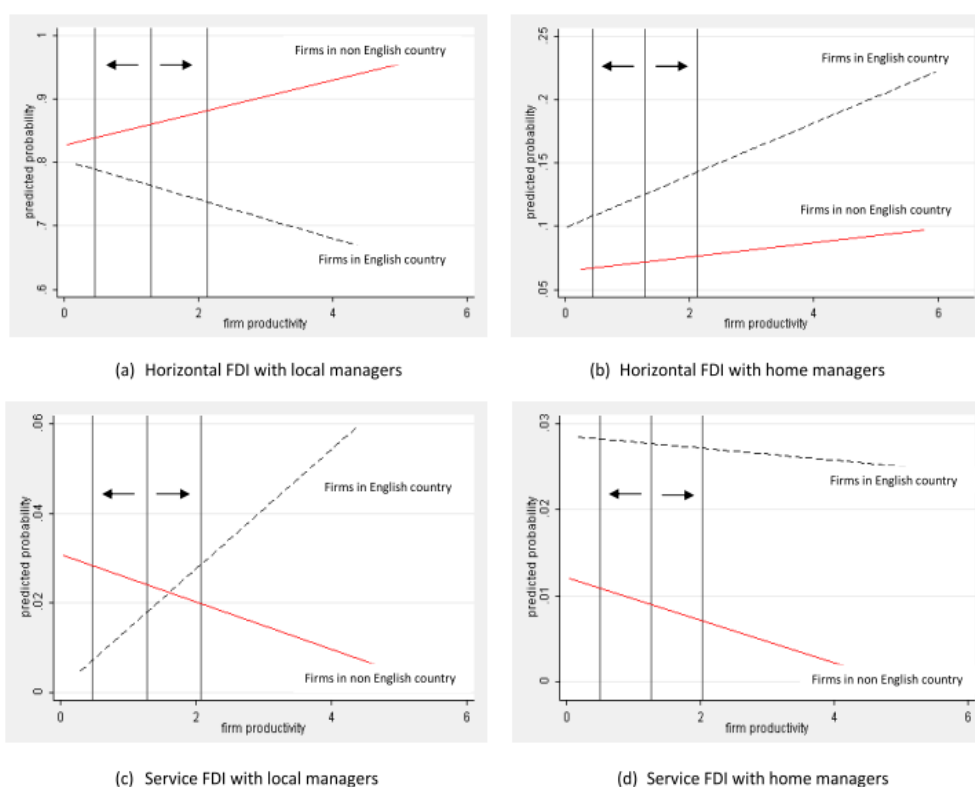 1
.9
.8
.7
.6
predicted probability
Firms in non English country
Firms in English country
0 2 4 6
firm productivity
(a) Horizontal FDI with local managers
.25
.2
.15
.1
.05
predicted probability
Firms in English country
Firms in non English country
0 2 4 6
firm productivity
(b) Horizontal FDI with home managers
.06
.04
.02
0
predicted probability
Firms in English country
Firms in non English country
0 2 4 6
firm productivity
(c) Service FDI with local managers
.03
.02
.01
0
predicted probability
Firms in English country
Firms in non English country
0 2 4 6
firm productivity
(d) Service FDI with home managers